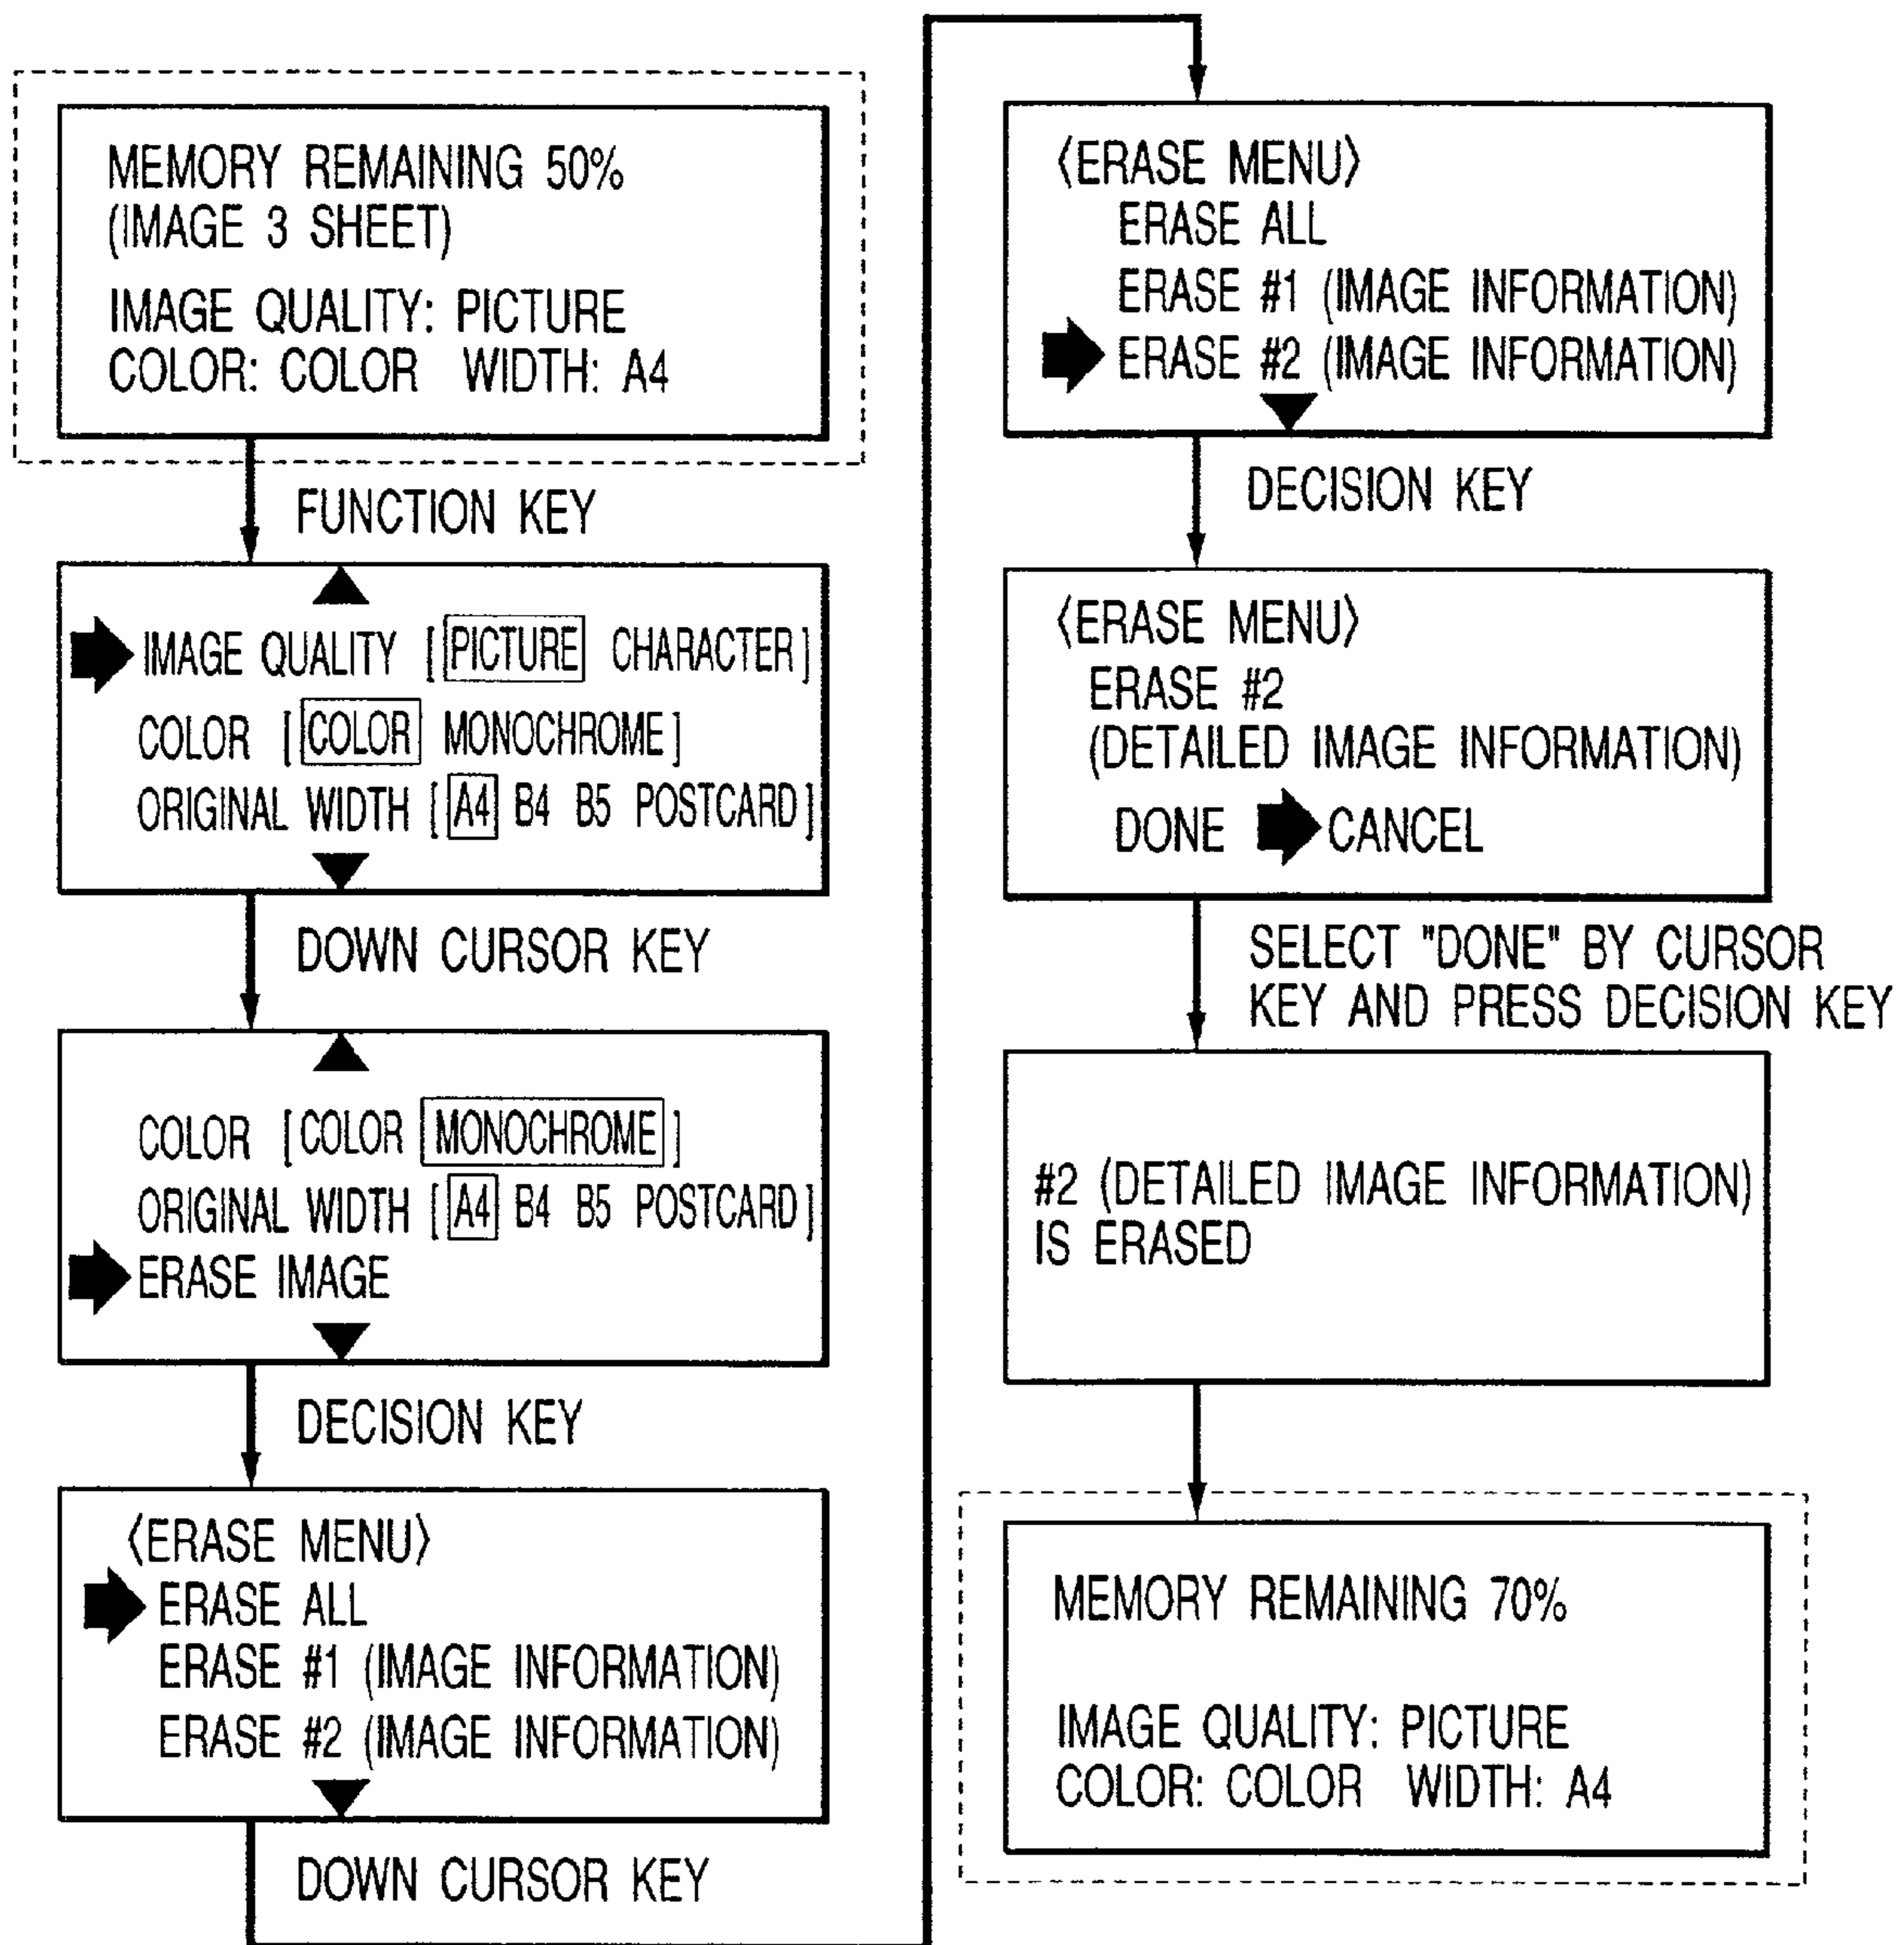 MEMORY REMAINING 50%
(IMAGE 3 SHEET)
IMAGE QUALITY: PICTURE
COLOR: COLOR WIDTH: A4
FUNCTION KEY
IMAGE QUALITY [PICTURE CHARACTER]
COLOR [COLOR MONOCHROME]
ORIGINAL WIDTH [A4 B4 B5 POSTCARD]
DOWN CURSOR KEY
COLOR [COLOR MONOCHROME]
ORIGINAL WIDTH [A4 B4 B5 POSTCARD]
ERASE IMAGE
DECISION KEY
〈ERASE MENU〉
ERASE ALL
ERASE #1 (IMAGE INFORMATION)
ERASE #2 (IMAGE INFORMATION)
DOWN CURSOR KEY
〈ERASE MENU〉
ERASE ALL
ERASE #1 (IMAGE INFORMATION)
ERASE #2 (IMAGE INFORMATION)
DECISION KEY
〈ERASE MENU〉
ERASE #2
(DETAILED IMAGE INFORMATION)
DONE CANCEL
SELECT "DONE" BY CURSOR
KEY AND PRESS DECISION KEY
#2 (DETAILED IMAGE INFORMATION)
IS ERASED
MEMORY REMAINING 70%
IMAGE QUALITY: PICTURE
COLOR: COLOR WIDTH: A4